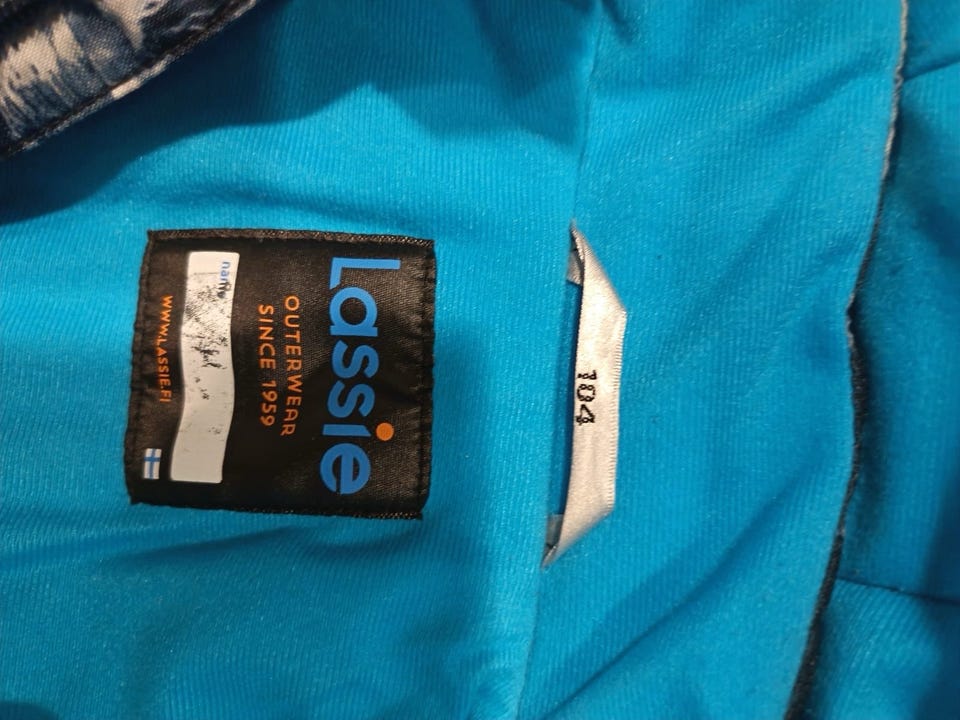 104
Lassie
OUTERWEAR
SINCE 1959
name
WWW.LASSIE.FI